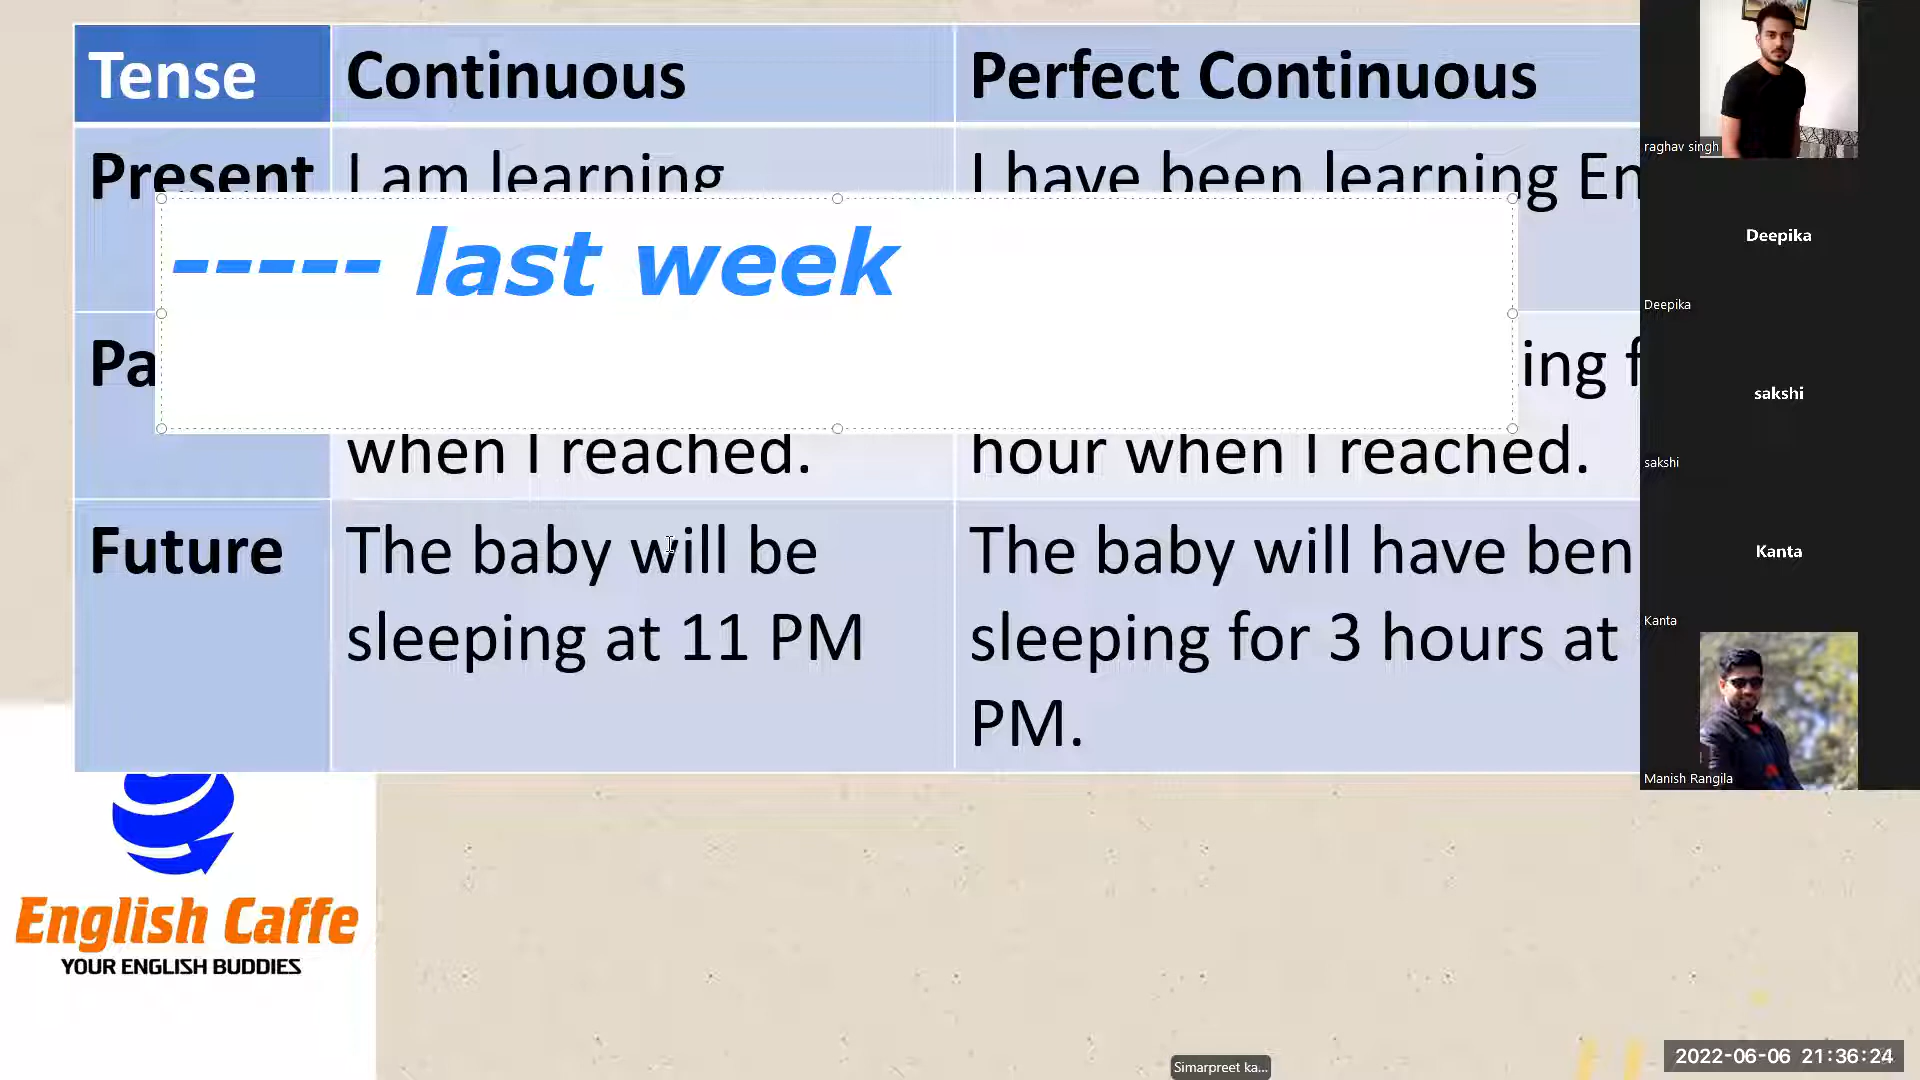 Tense
Continuous
Perfect Continuous
Present
I am learning
I have been learning En
----- last week
Pa
ing f
when I reached.
hour when I reached.
Future
The baby will be
sleeping at 11 PM
The baby will have ben
sleeping for 3 hours at
PM.
English Caffe
YOUR ENGLISH BUDDIES
raghav singh
Deepika
Deepika
sakshi
sakshi
Kanta
Kanta
Manish Rangila
Simarpreet ka...
2022-06-06 21:36:24